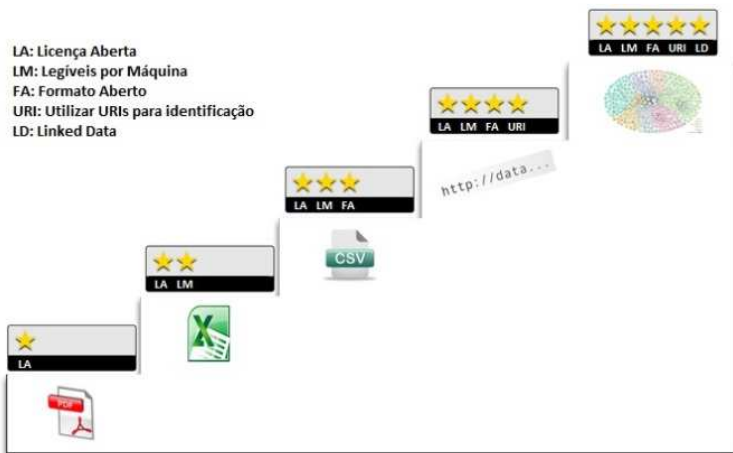 LA: Licença Aberta
LM: Legíveis por Máquina
FA: Formato Aberto
URI: Utilizar URIs para identificação
LD: Linked Data
LA LM FA URI LD
LA LM FA URI
http://data...
LA LM FA
CSV
LA LM
LA
PDF